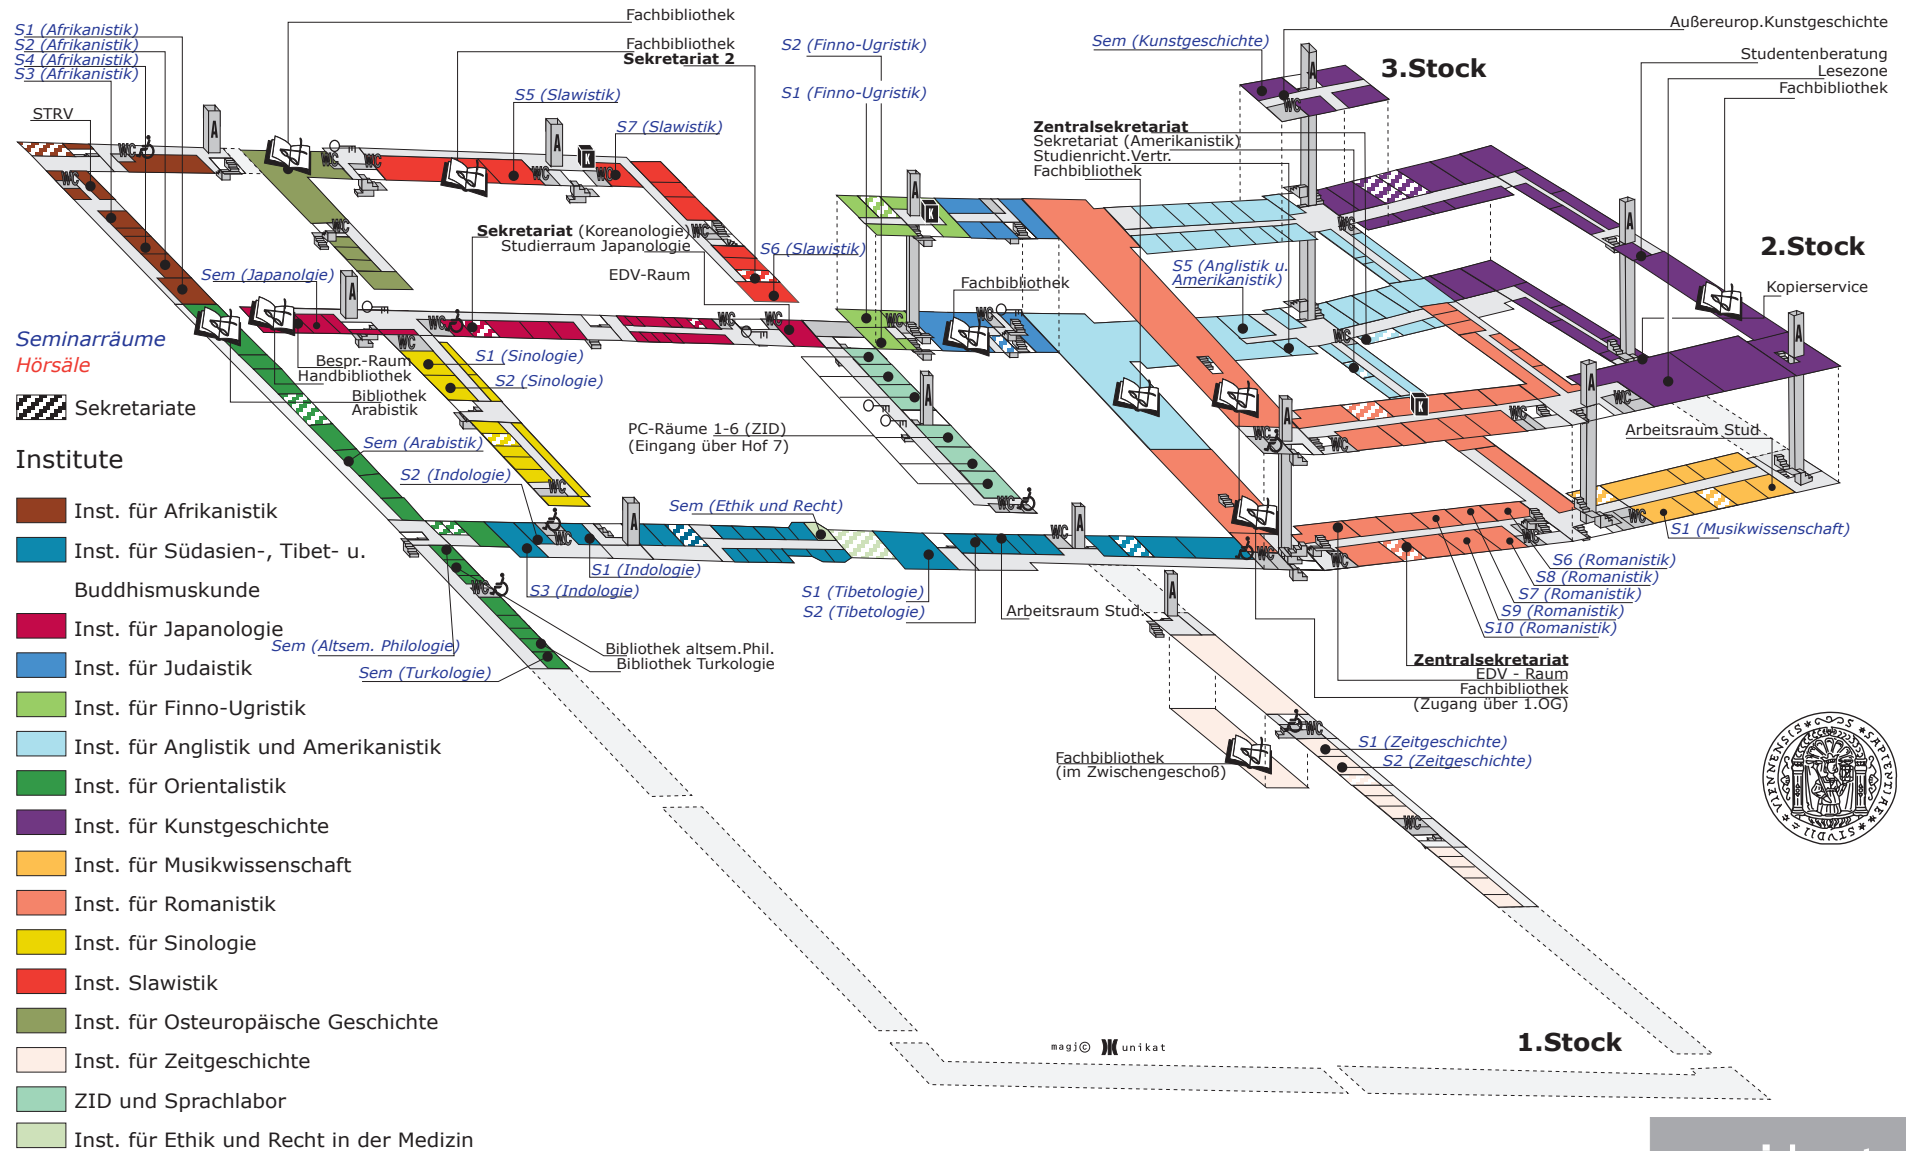 Fachbibliothek
Außereurop.Kunstgeschichte
S1 (Afrikanistik)
S2 (Afrikanistik)
S4 (Afrikanistik)
S3 (Afrikanistik)
Fachbibliothek
Sekretariat 2
S2 (Finno-Ugristik)
Sem (Kunstgeschichte)
Studentenberatung
Lesezone
Fachbibliothek
3.Stock
S5 (Slawistik)
S1 (Finno-Ugristik)
STRV
S7 (Slawistik)
Zentralsekretariat
Sekretariat (Amerikanistik)
Studienricht.Vertr.
Fachbibliothek
Sekretariat (Koreanologie)
Studierraum Japanologie
S6 (Slawistik)
2.Stock
Sem (Japanolgie)
EDV-Raum
Fachbibliothek
S5 (Anglistik u.
Amerikanistik)
Kopierservice
Seminarräume
Hörsäle
Sekretariate
Bespr.-Raum
Handbibliothek
Bibliothek
Arabistik
S1 (Sinologie)
S2 (Sinologie)
Sem (Arabistik)
PC-Räume 1-6 (ZID)
(Eingang über Hof 7)
Arbeitsraum Stud
Institute
S2 (Indologie)
Sem (Ethik und Recht)
S1 (Musikwissenschaft)
S1 (Indologie)
S3 (Indologie)
S1 (Tibetologie)
S2 (Tibetologie)
Arbeitsraum Stud.
S6 (Romanistik)
S8 (Romanistik)
S7 (Romanistik)
S9 (Romanistik)
S10 (Romanistik)
Sem (Altsem. Philologie)
Sem (Turkologie)
Bibliothek altsem.Phil.
Bibliothek Turkologie
Zentralsekretariat
EDV - Raum
Fachbibliothek
(Zugang über 1.OG)
S1 (Zeitgeschichte)
S2 (Zeitgeschichte)
Fachbibliothek
(im Zwischengeschoß)
Inst. für Afrikanistik
Inst. für Südasien-, Tibet- u.
Buddhismuskunde
Inst. für Japanologie
Inst. für Judaistik
Inst. für Finno-Ugristik
Inst. für Anglistik und Amerikanistik
Inst. für Orientalistik
Inst. für Kunstgeschichte
Inst. für Musikwissenschaft
Inst. für Romanistik
Inst. für Sinologie
Inst. Slawistik
Inst. für Osteuropäische Geschichte
Inst. für Zeitgeschichte
ZID und Sprachlabor
Inst. für Ethik und Recht in der Medizin
1.Stock
magj© unikat